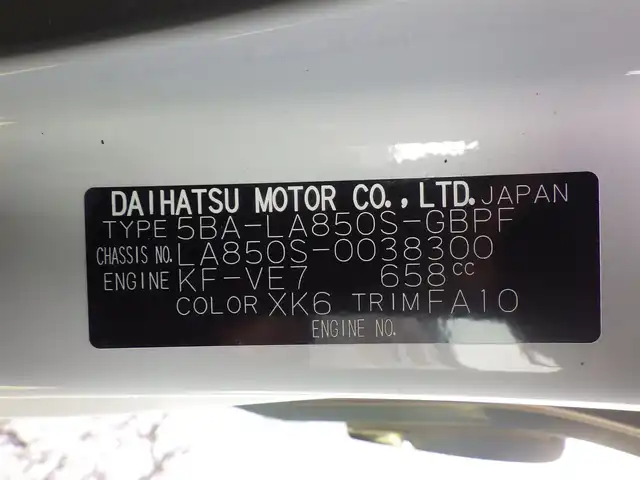 DAIHATSU MOTOR CO.,LTD. JAPAN
TYPE 5BA-LA850S-GBPF
CHASSIS NO. LA850S-0038300
ENGINE KF-VE7 658cc
COLOR XK6 TRIM FA10
ENGINE NO.